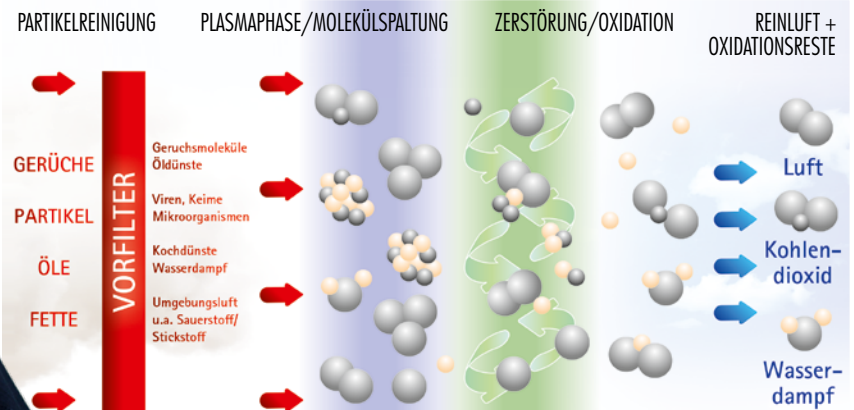 PARTIKELREINIGUNG
PLASMAPHASE/MOLEKÜLSPALTUNG
ZERSTÖRUNG/OXIDATION
REINLUFT +
OXIDATIONSRESTE
GERÜCHE
PARTIKEL
ÖLE
FETTE
VORFILTER
Geruchsmoleküle
Öldünste
Viren, Keime
Mikroorganismen
Kochdünste
Wasserdampf
Umgebungsluft
u.a. Sauerstoff/
Stickstoff
Luft
Kohlen-
dioxid
Wasser-
dampf